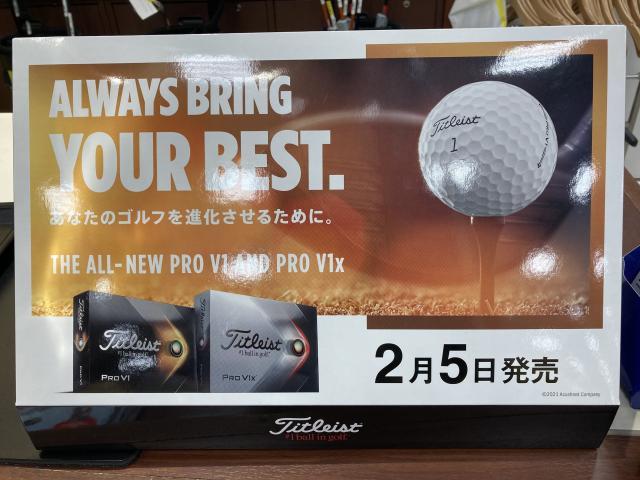 ALWAYS BRING
YOUR BEST.
あなたのゴルフを進化させるために。
THE ALL-NEW PRO V1 AND PRO V1x
Titleist
1
Titleist
#1 ball in golf.
PRO V1
Titleist
#1 ball in golf.
PRO V1x
2月5日発売
©2021 Acushnet Company
Titleist
#1 ball in golf.